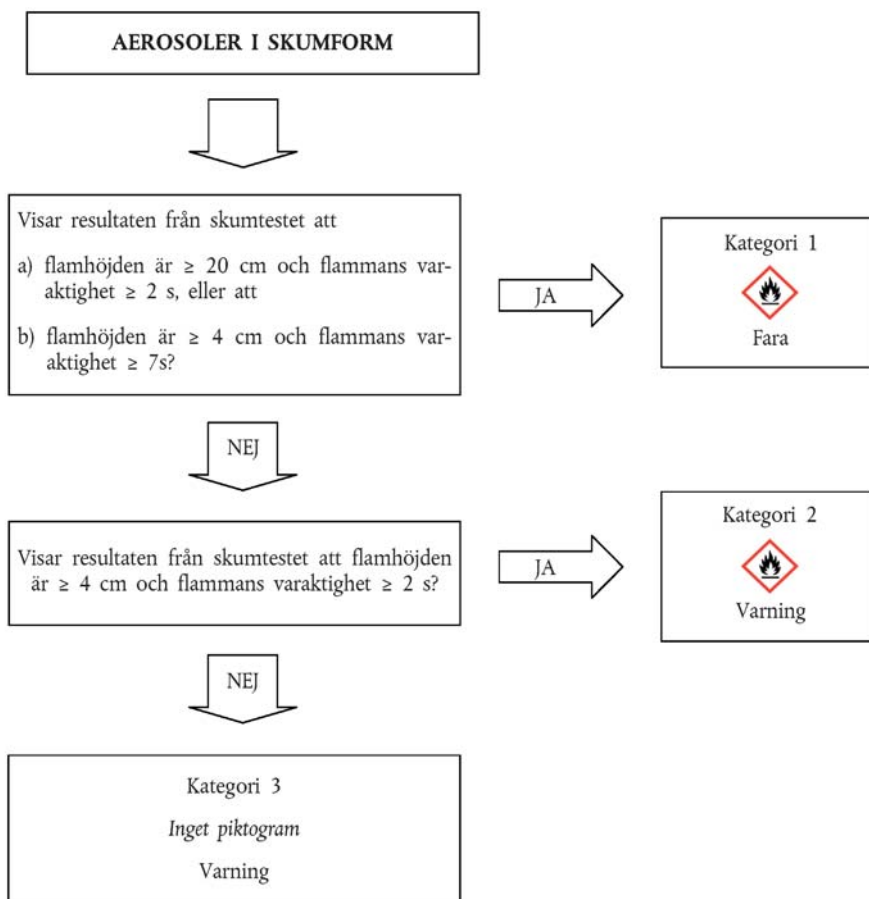 AEROSOLER I SKUMFORM
Visar resultaten från skumtestet att
a) flamhöjden är ≥ 20 cm och flammans var-
aktighet ≥ 2 s, eller att
b) flamhöjden är ≥ 4 cm och flammans var-
aktighet ≥ 7s?
JA
Kategori 1
Fara
NEJ
Visar resultaten från skumtestet att flamhöjden
är ≥ 4 cm och flammans varaktighet ≥ 2 s?
JA
Kategori 2
Varning
NEJ
Kategori 3
Inget piktogram
Varning